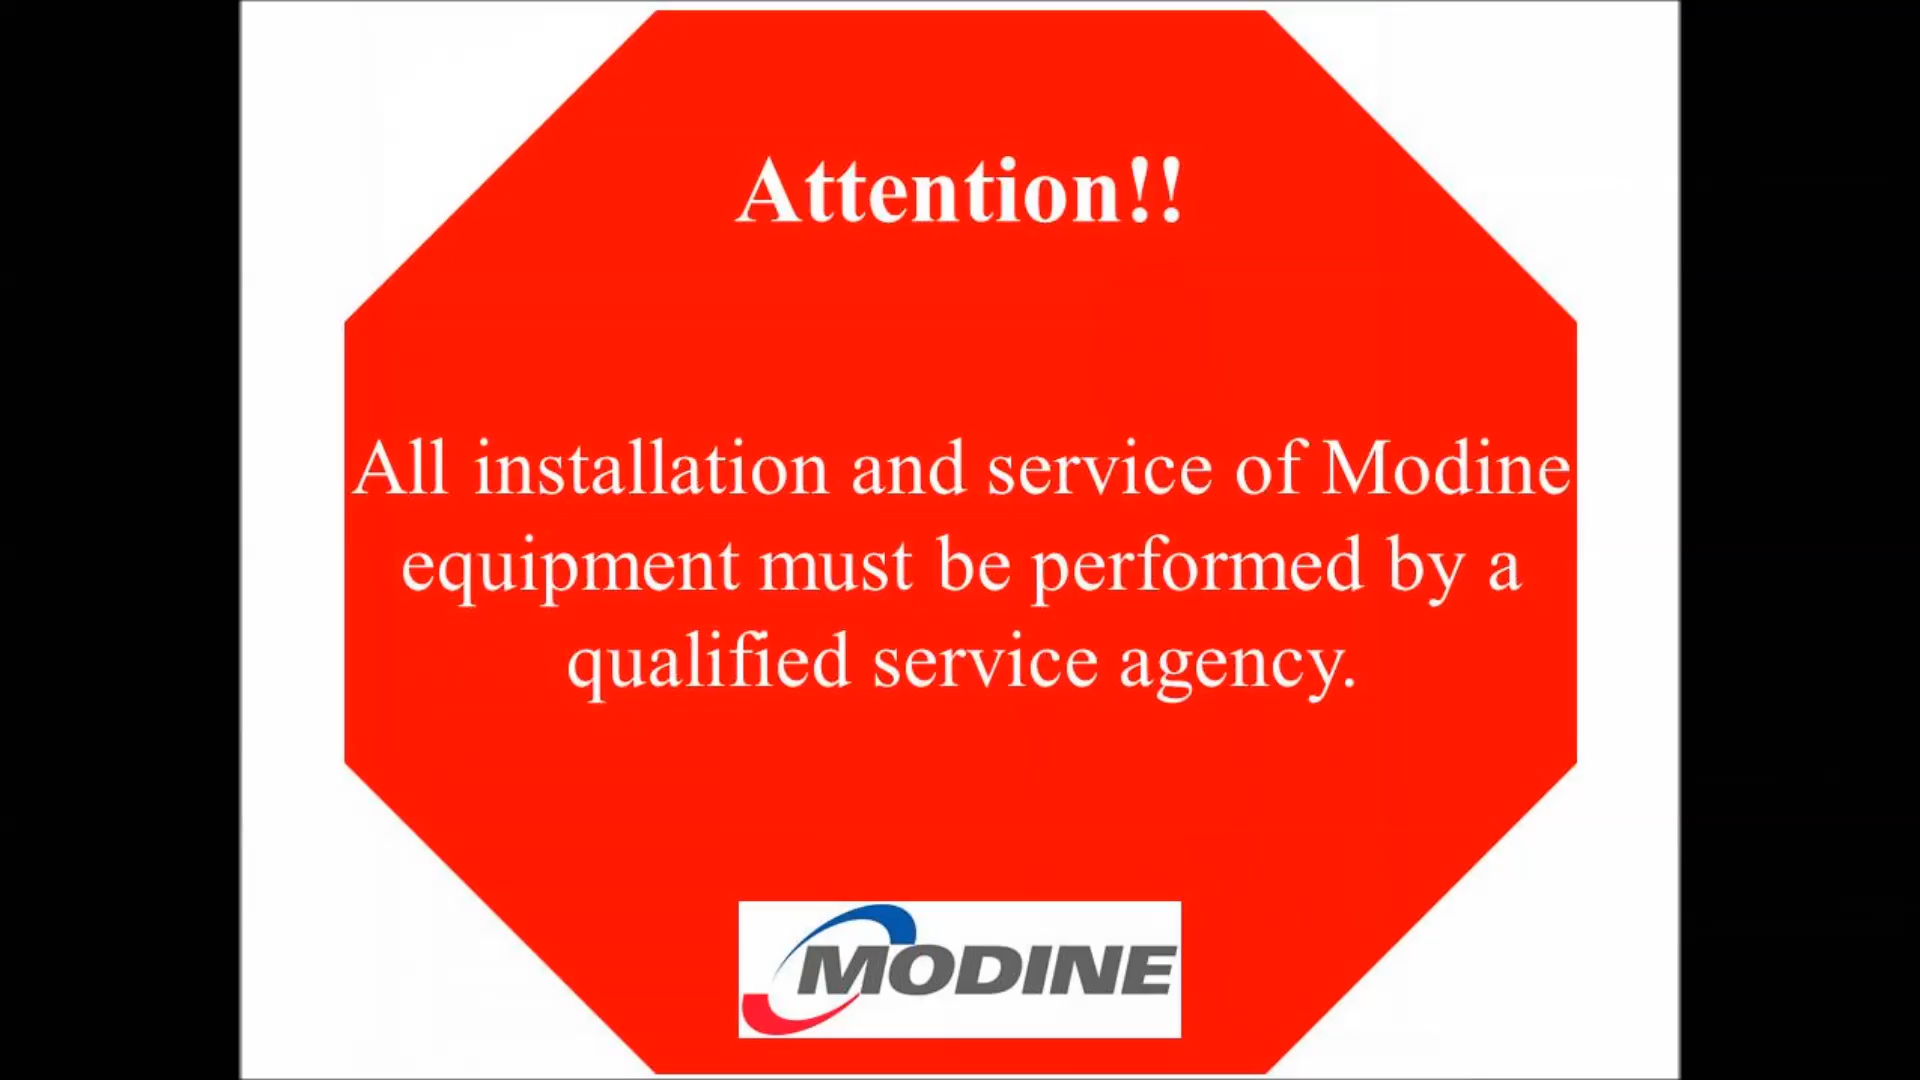 Attention!!
All installation and service of Modine
equipment must be performed by a
qualified service agency.
MODINE